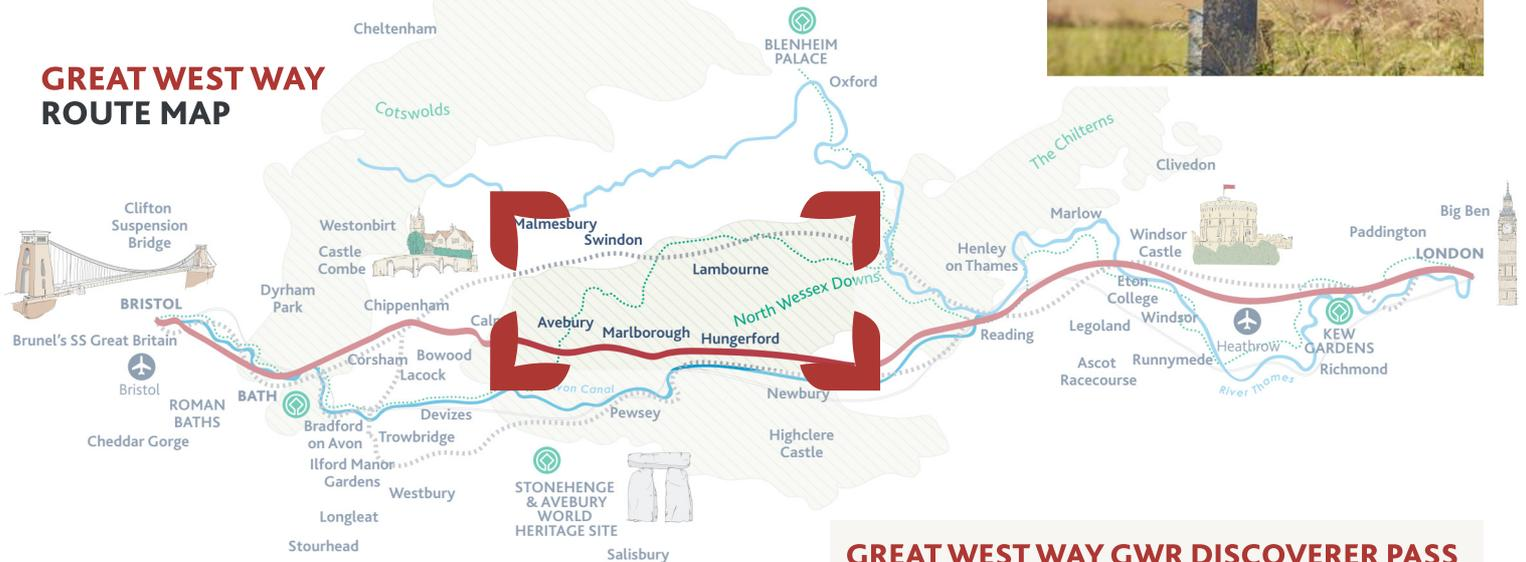 Cheltenham
BLENHEIM
PALACE
GREAT WEST WAY
ROUTE MAP
Oxford
Cotswolds
The Chilterns
Clivedon
Clifton
Suspension
Bridge
Westonbirt
Malmesbury
Swindon
Marlow
Big Ben
Castle
Combe
Henley
on Thames
Windsor
Castle
Paddington
LONDON
Lambourne
Dyrham
Park
BRISTOL
Chippenham
North Wessex Downs
Eton
College
Windsor
Brunel's SS Great Britain
Avebury
Marlborough
Hungerford
Reading
Legoland
Heathrow
KEW
GARDENS
Corsham
Bowood
Lacock
Ascot
Racecourse
Runnymede
Richmond
Bristol
River Thames
BATH
ROMAN
BATHS
Canal
Newbury
Devizes
Pewsey
Bradford
on Avon
Trowbridge
Cheddar Gorge
Highclere
Castle
Ilford Manor
Gardens
Westbury
STONEHENGE
& AVEBURY
WORLD
HERITAGE SITE
Longleat
Stourhead
Salisbury
GREAT WEST WAY GWR DISCOVERER PASS